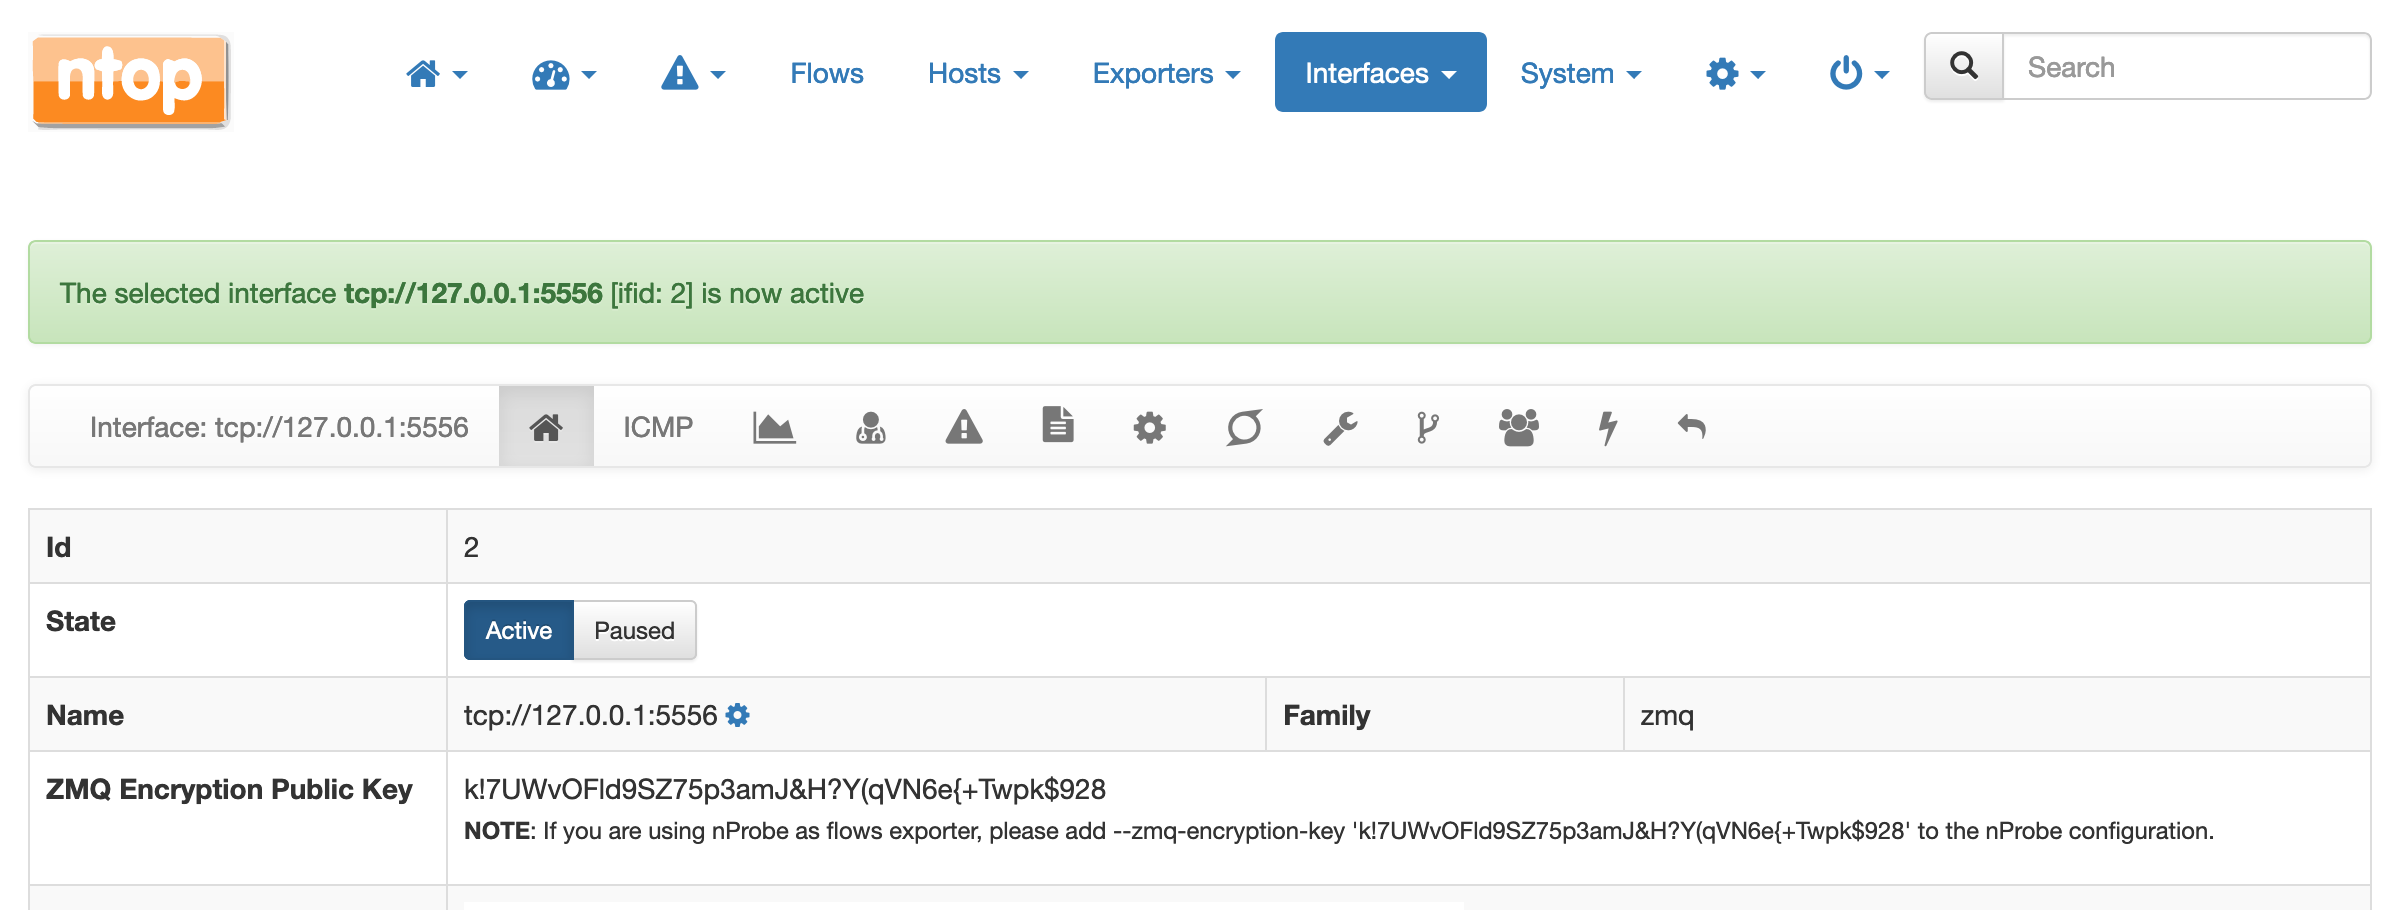 ntop
Flows Hosts Exporters Interfaces System Search
The selected interface tcp://127.0.0.1:5556 [ifid: 2] is now active
Interface: tcp://127.0.0.1:5556 ICMP
Id 2
State Active Paused
Name tcp://127.0.0.1:5556 Family zmq
ZMQ Encryption Public Key k!7UWvOFld9SZ75p3amJ&H?Y(qVN6e{+Twpk$928
NOTE: If you are using nProbe as flows exporter, please add --zmq-encryption-key 'k!7UWvOFld9SZ75p3amJ&H?Y(qVN6e{+Twpk$928' to the nProbe configuration.